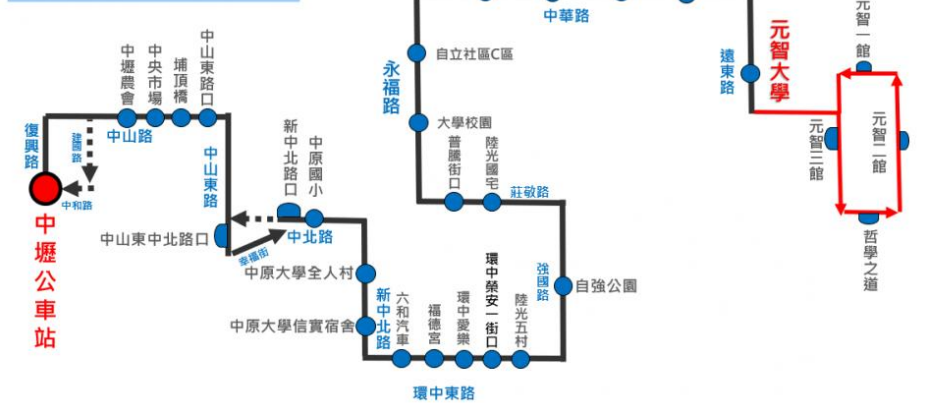 中華路
元智一館
自立社區C區
永福路
遠東路
元智大學
中山東路口
埔頂橋
中央市場
中壢農會
大學校園
元智三館
元智二館
復興路
建國路
中山路
中山東路
新中北路口
中原國小
普騰街口
陸光國宅
莊敬路
中和路
中壢公車站
中山東中北路口
幸福街
中北路
哲學之道
中原大學全人村
強國路
自強公園
中原大學信實宿舍
新中北路
六和汽車
福德宮
環中愛樂
環中榮安一街口
陸光五村
環中東路